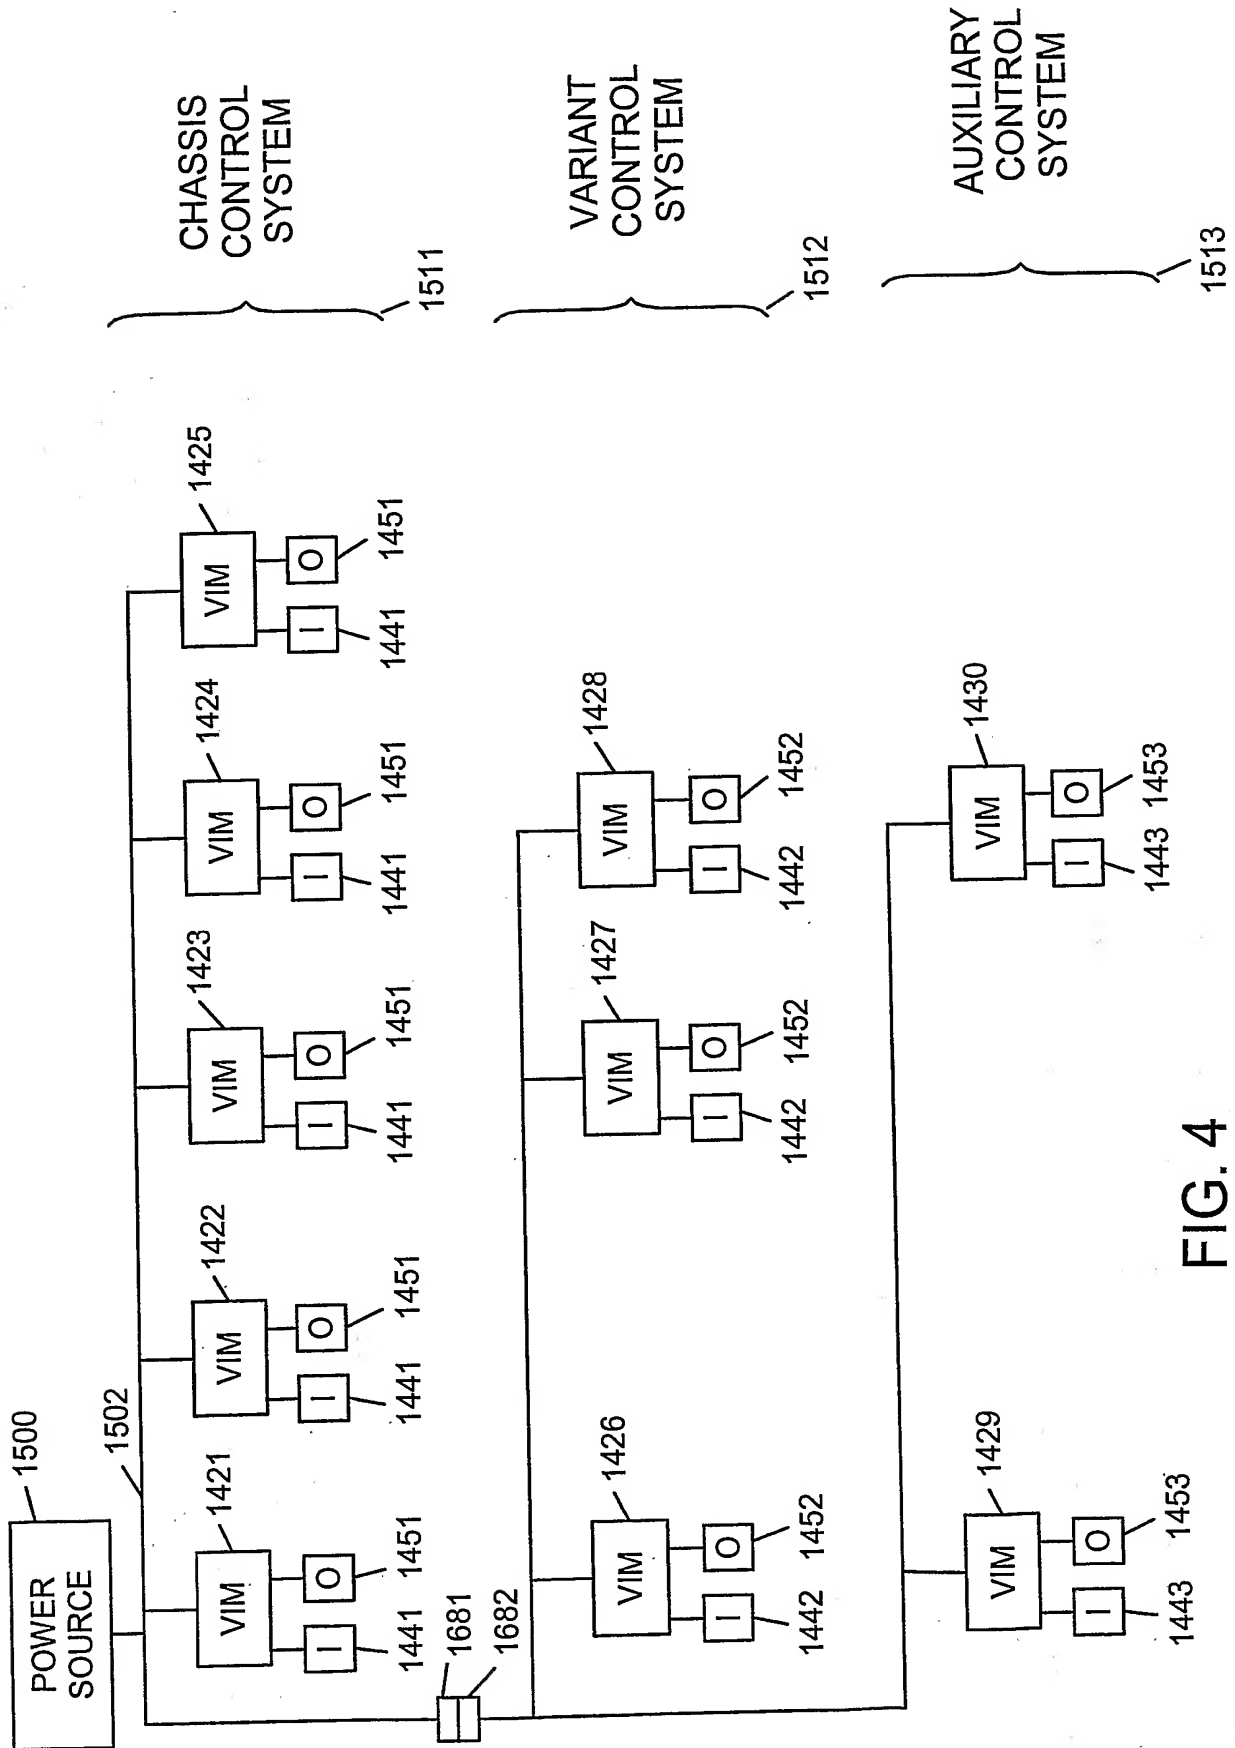 POWER
SOURCE
1500
1502
CHASSIS
CONTROL
SYSTEM
1511
VIM
1421
I
O
1441
1451
VIM
1422
I
O
1441
1451
VIM
1423
I
O
1441
1451
VIM
1424
I
O
1441
1451
VIM
1425
I
O
1441
1451
1681
1682
VARIANT
CONTROL
SYSTEM
1512
VIM
1426
I
O
1442
1452
VIM
1427
I
O
1442
1452
VIM
1428
I
O
1442
1452
AUXILIARY
CONTROL
SYSTEM
1513
VIM
1429
I
O
1443
1453
VIM
1430
I
O
1443
1453
FIG. 4